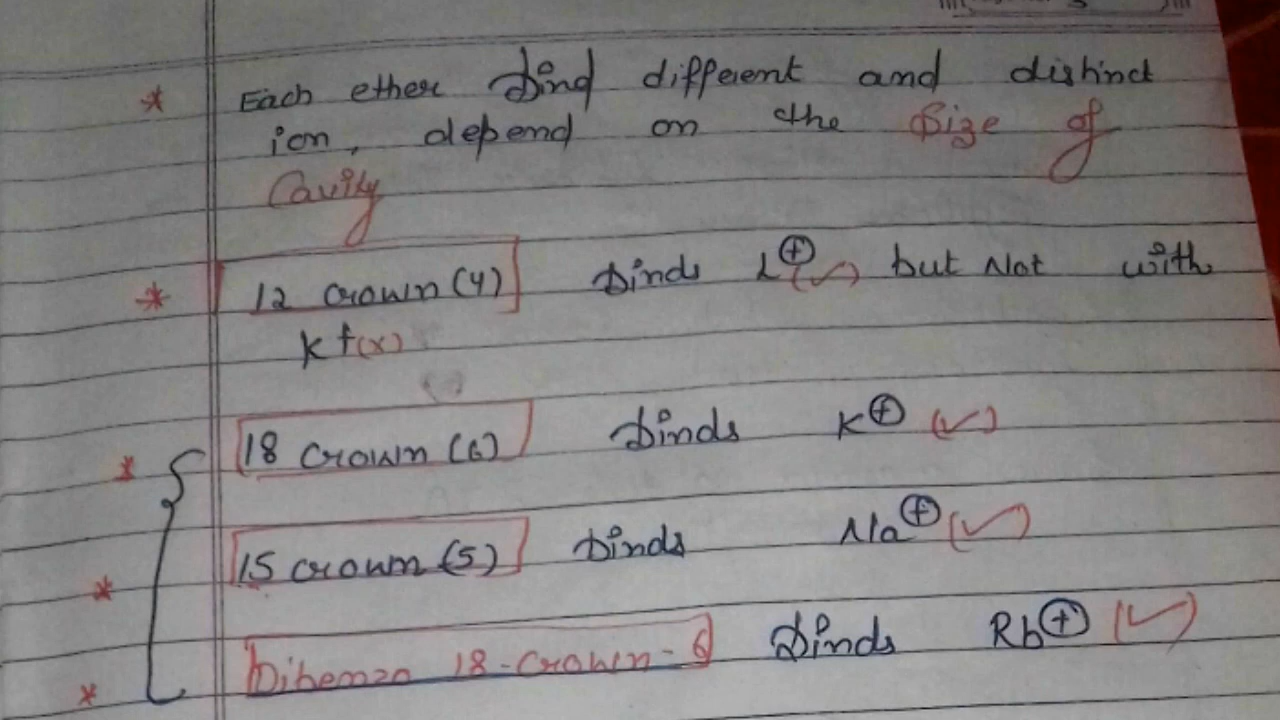 * Each ether bind different and distinct
ion, depend on the size of
Cavity
* 12 crown (4) binds L⊕ (✓) but Not with
K+ (x)
* 18 crown (6) binds K⊕ (✓)
* 15 crown (5) binds Na⊕ (✓)
* Dibenzo 18-crown-6 binds Rb⊕ (✓)